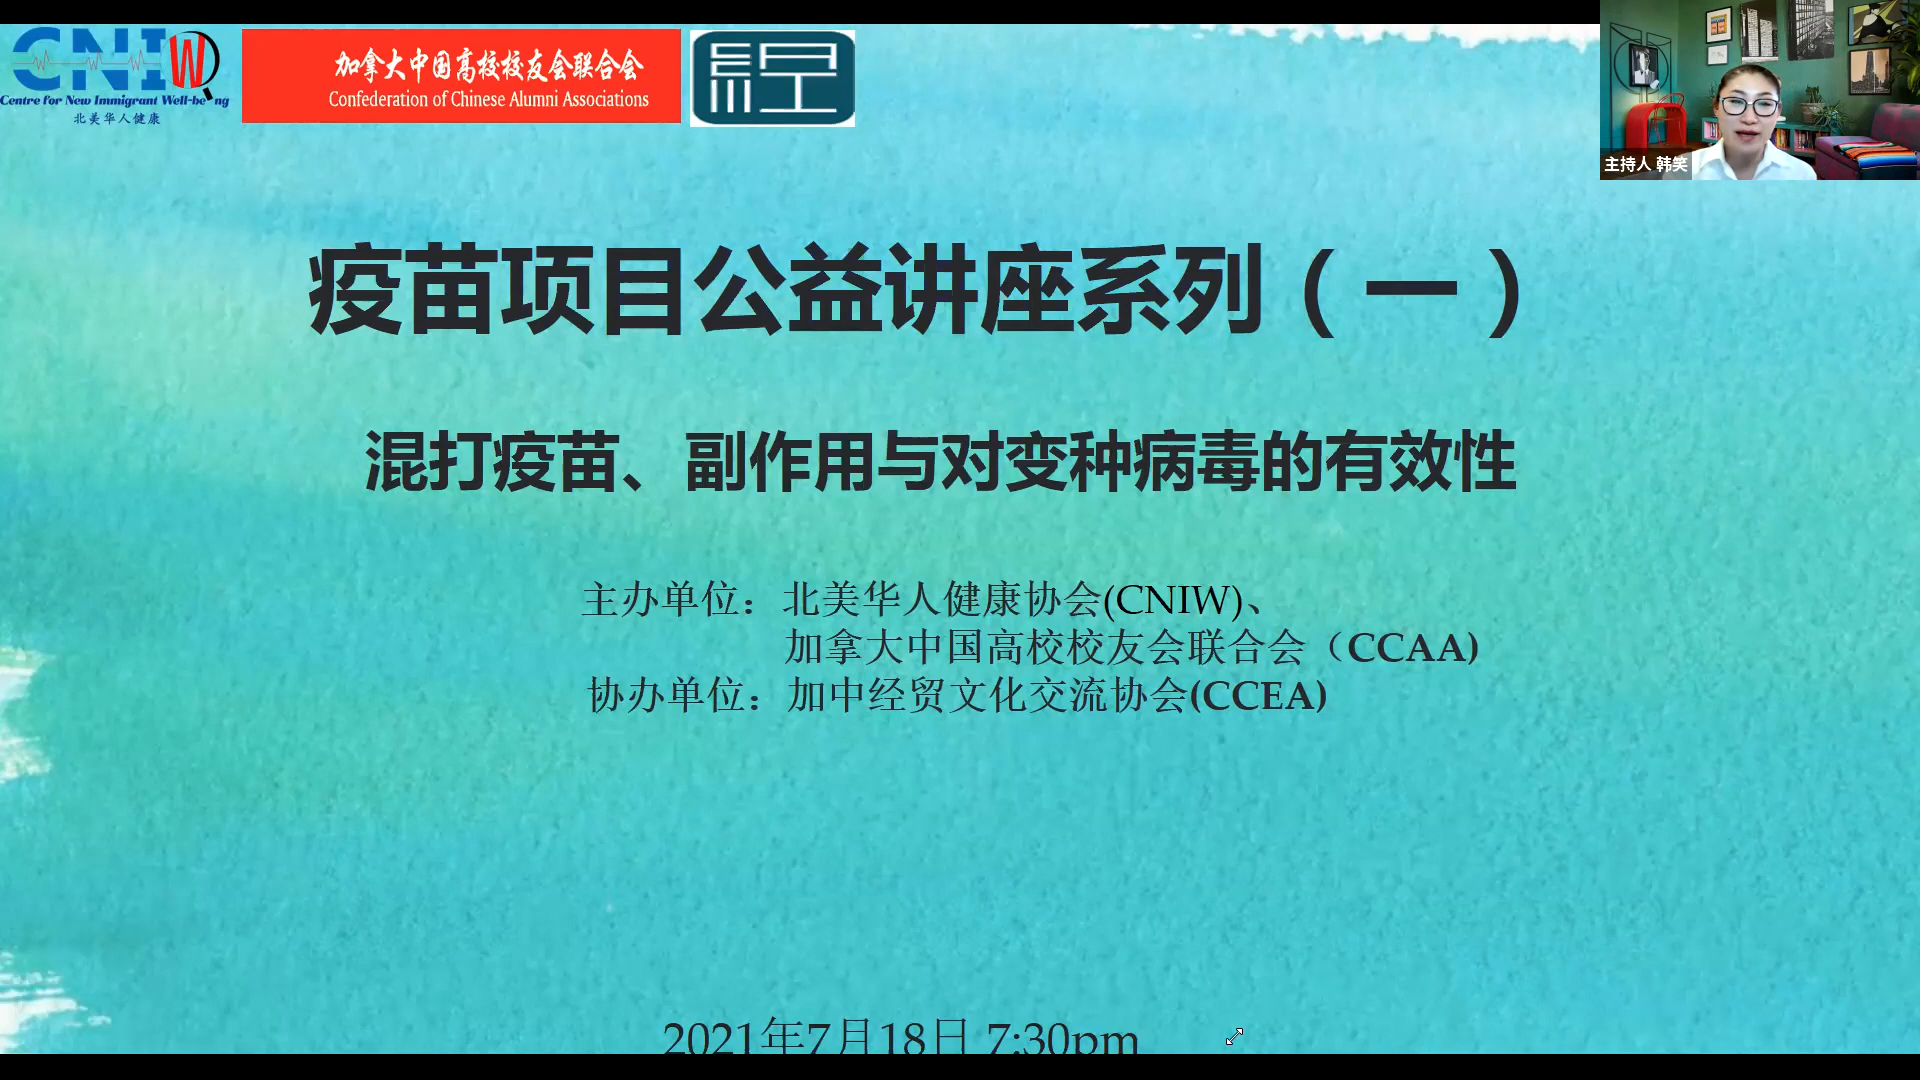 CNIW
Centre for New Immigrant Well-being
北美华人健康
加拿大中国高校校友会联合会
Confederation of Chinese Alumni Associations
主持人 韩笑
疫苗项目公益讲座系列（一）
混打疫苗、副作用与对变种病毒的有效性
主办单位：北美华人健康协会(CNIW)、
加拿大中国高校校友会联合会（CCAA)
协办单位：加中经贸文化交流协会(CCEA)
2021年7月18日 7:30pm